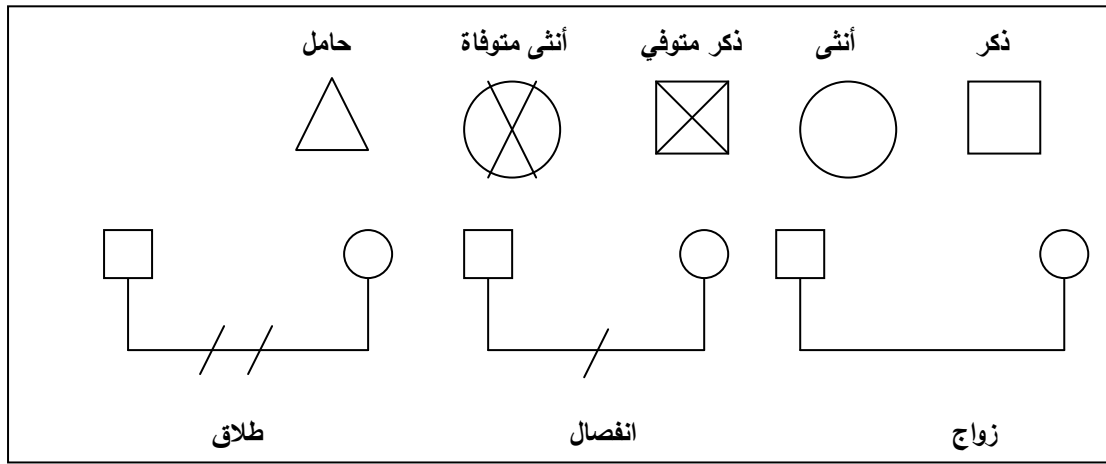 ذكر أنثى ذكر متوفي أنثى متوفاة حامل
زواج انفصال طلاق